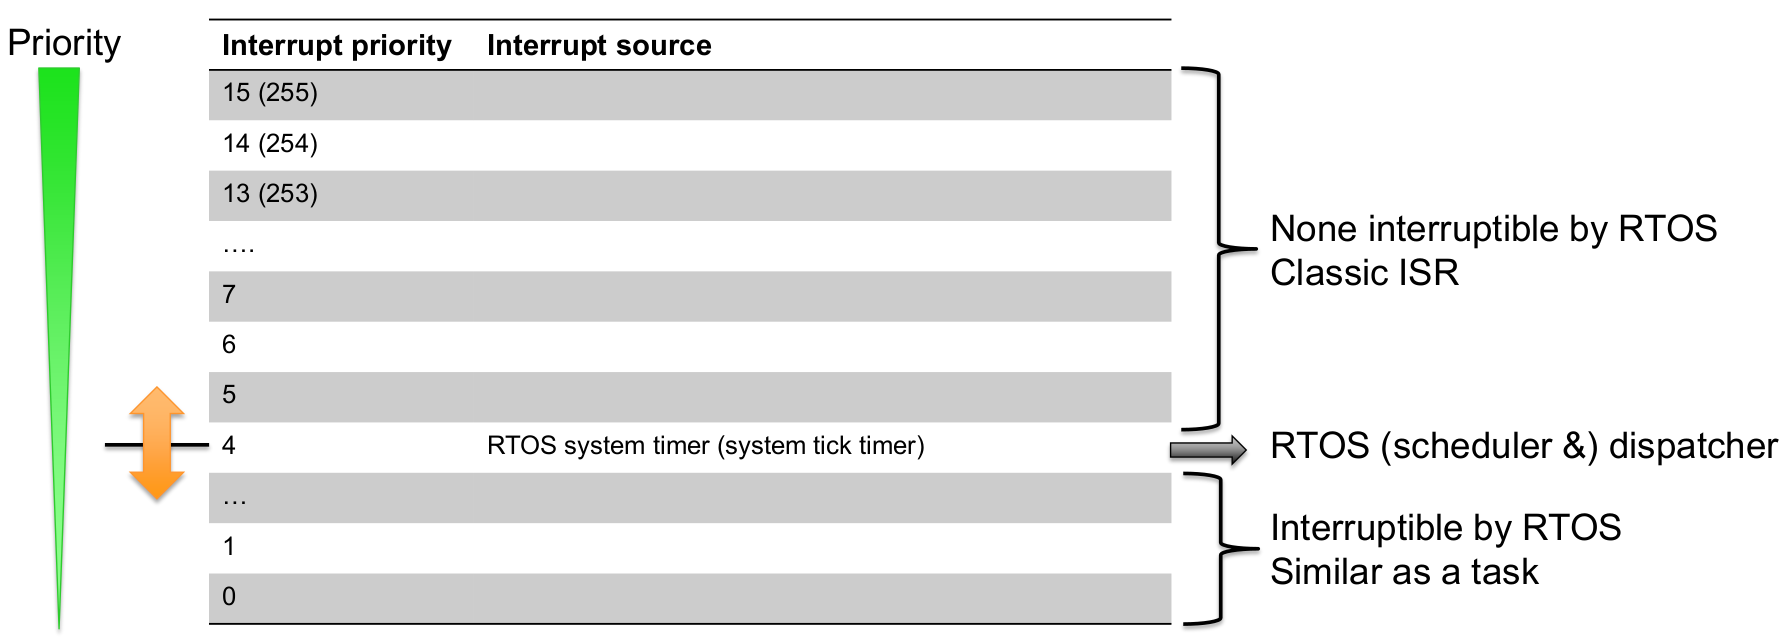 Priority
Interrupt priority Interrupt source
15 (255)
14 (254)
13 (253)
....
7
6
5
4 RTOS system timer (system tick timer)
...
1
0
None interruptible by RTOS
Classic ISR
RTOS (scheduler &) dispatcher
Interruptible by RTOS
Similar as a task